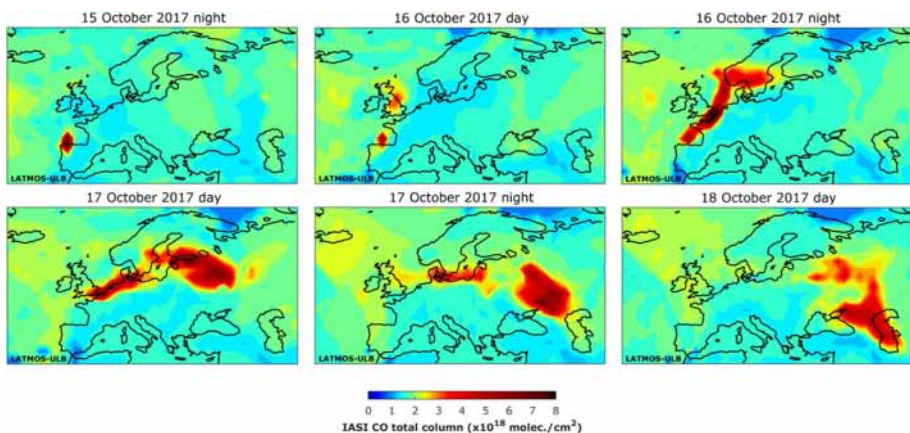 15 October 2017 night
16 October 2017 day
16 October 2017 night
LATMOS-ULB
LATMOS-ULB
LATMOS-ULB
17 October 2017 day
17 October 2017 night
18 October 2017 day
LATMOS-ULB
LATMOS-ULB
LATMOS-ULB
0 1 2 3 4 5 6 7 8
IASI CO total column (x10¹⁸ molec./cm²)